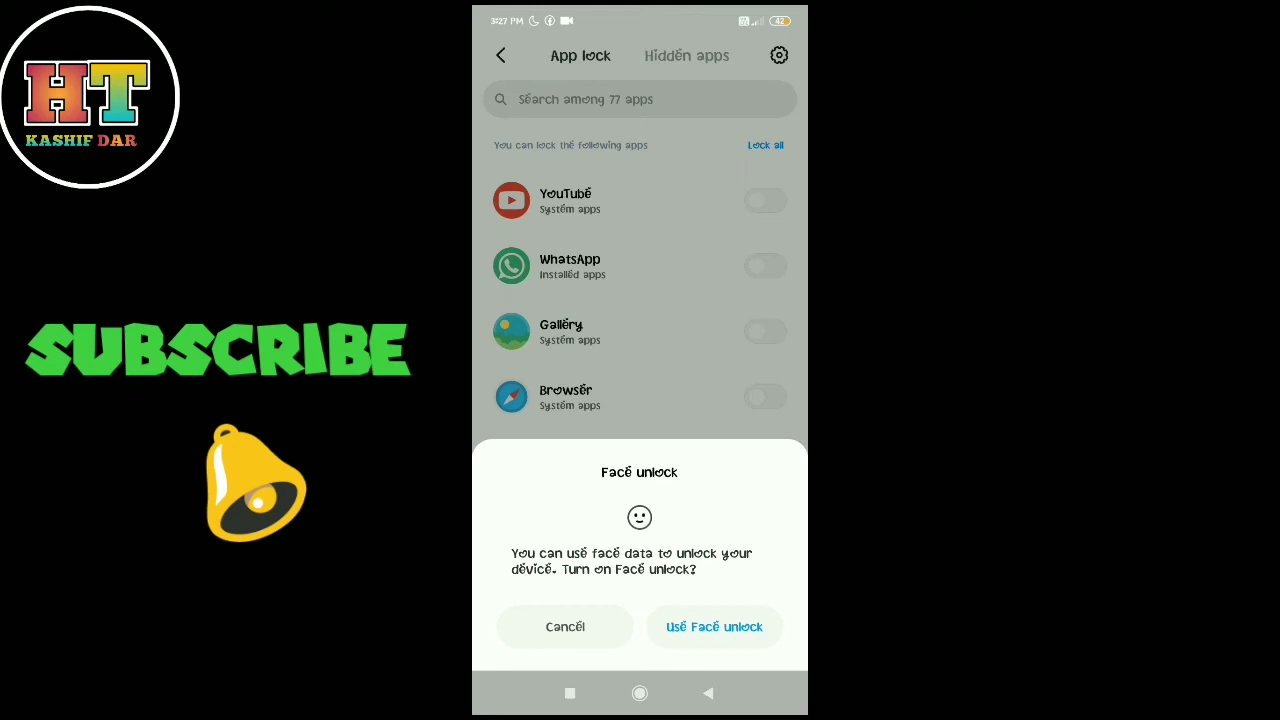 HT
KASHIF DAR
SUBSCRIBE
3:27 PM
42
App lock
Hidden apps
Search among 77 apps
You can lock the following apps
Lock all
YouTube
System apps
WhatsApp
Installed apps
Gallery
System apps
Browser
System apps
Face unlock
You can use face data to unlock your
device. Turn on Face unlock?
Cancel
Use Face unlock